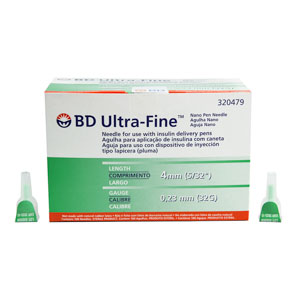 320479
BD Ultra-Fine™
Nano Pen Needle
Agulha Nano
Aguja Nano
Needle for use with insulin delivery pens
Agulha para aplicação de insulina com caneta
Aguja para uso con dispositivo de inyección
tipo lapicera (pluma)
LENGTH
COMPRIMENTO
LARGO
4mm (5/32")
GAUGE
CALIBRE
CALIBRE
0.23 mm (32G)